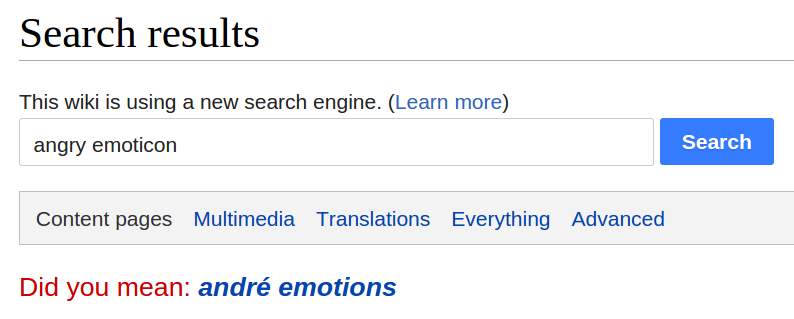 Search results
This wiki is using a new search engine. (Learn more)
angry emoticon
Search
Content pages Multimedia Translations Everything Advanced
Did you mean: andré emotions